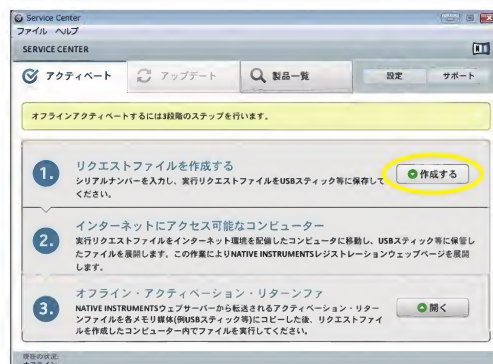 Service Center
ファイル ヘルプ
SERVICE CENTER
アクティベート
アップデート
製品一覧
設定
サポート
オフラインアクティベートするには3段階のステップを行います。
1.
リクエストファイルを作成する
シリアルナンバーを入力し、実行リクエストファイルをUSBスティック等に保存して
ください。
作成する
2.
インターネットにアクセス可能なコンピューター
実行リクエストファイルをインターネット環境を配備したコンピュータに移動し、USBスティック等に保管し
たファイルを展開します。この作業によりNATIVE INSTRUMENTSレジストレーションウェブページを展開
します。
3.
オフライン・アクティベーション・リターンファ
NATIVE INSTRUMENTSウェブサーバーから転送されるアクティベーション・リター
ンファイルを各メモリ媒体(例USBスティック等)にコピーした後、リクエストファイ
ルを作成したコンピューター内でファイルを実行してください。
開く
現在の状況:
オフライン